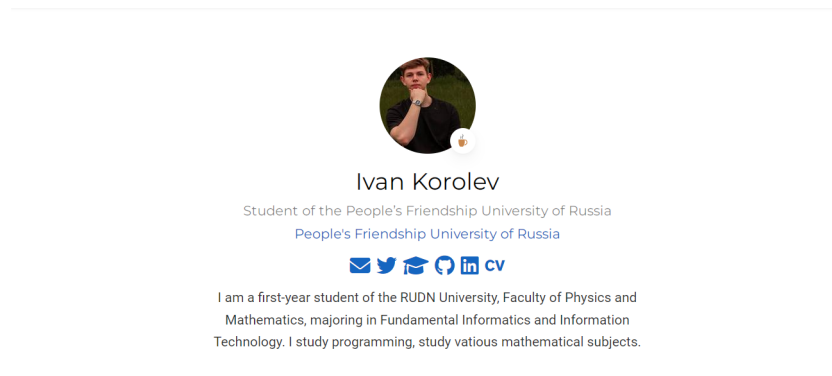 Ivan Korolev
Student of the People’s Friendship University of Russia
People's Friendship University of Russia
CV
I am a first-year student of the RUDN University, Faculty of Physics and
Mathematics, majoring in Fundamental Informatics and Information
Technology. I study programming, study vatious mathematical subjects.